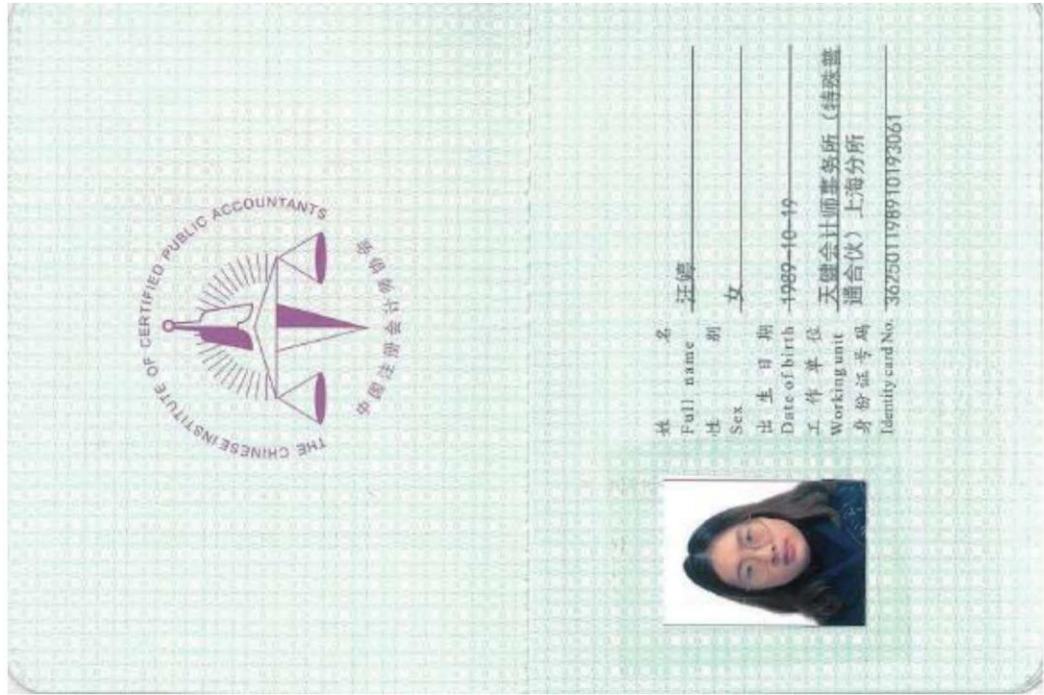 THE CHINESE INSTITUTE OF CERTIFIED PUBLIC ACCOUNTANTS
中国注册会计师协会
姓 名
Full name 汪婷
性 别
Sex 女
出生日期
Date of birth 1989-10-19
工作单位 天健会计师事务所（特殊普
Working unit 通合伙）上海分所
身份证号码
Identity card No. 362501198910193061